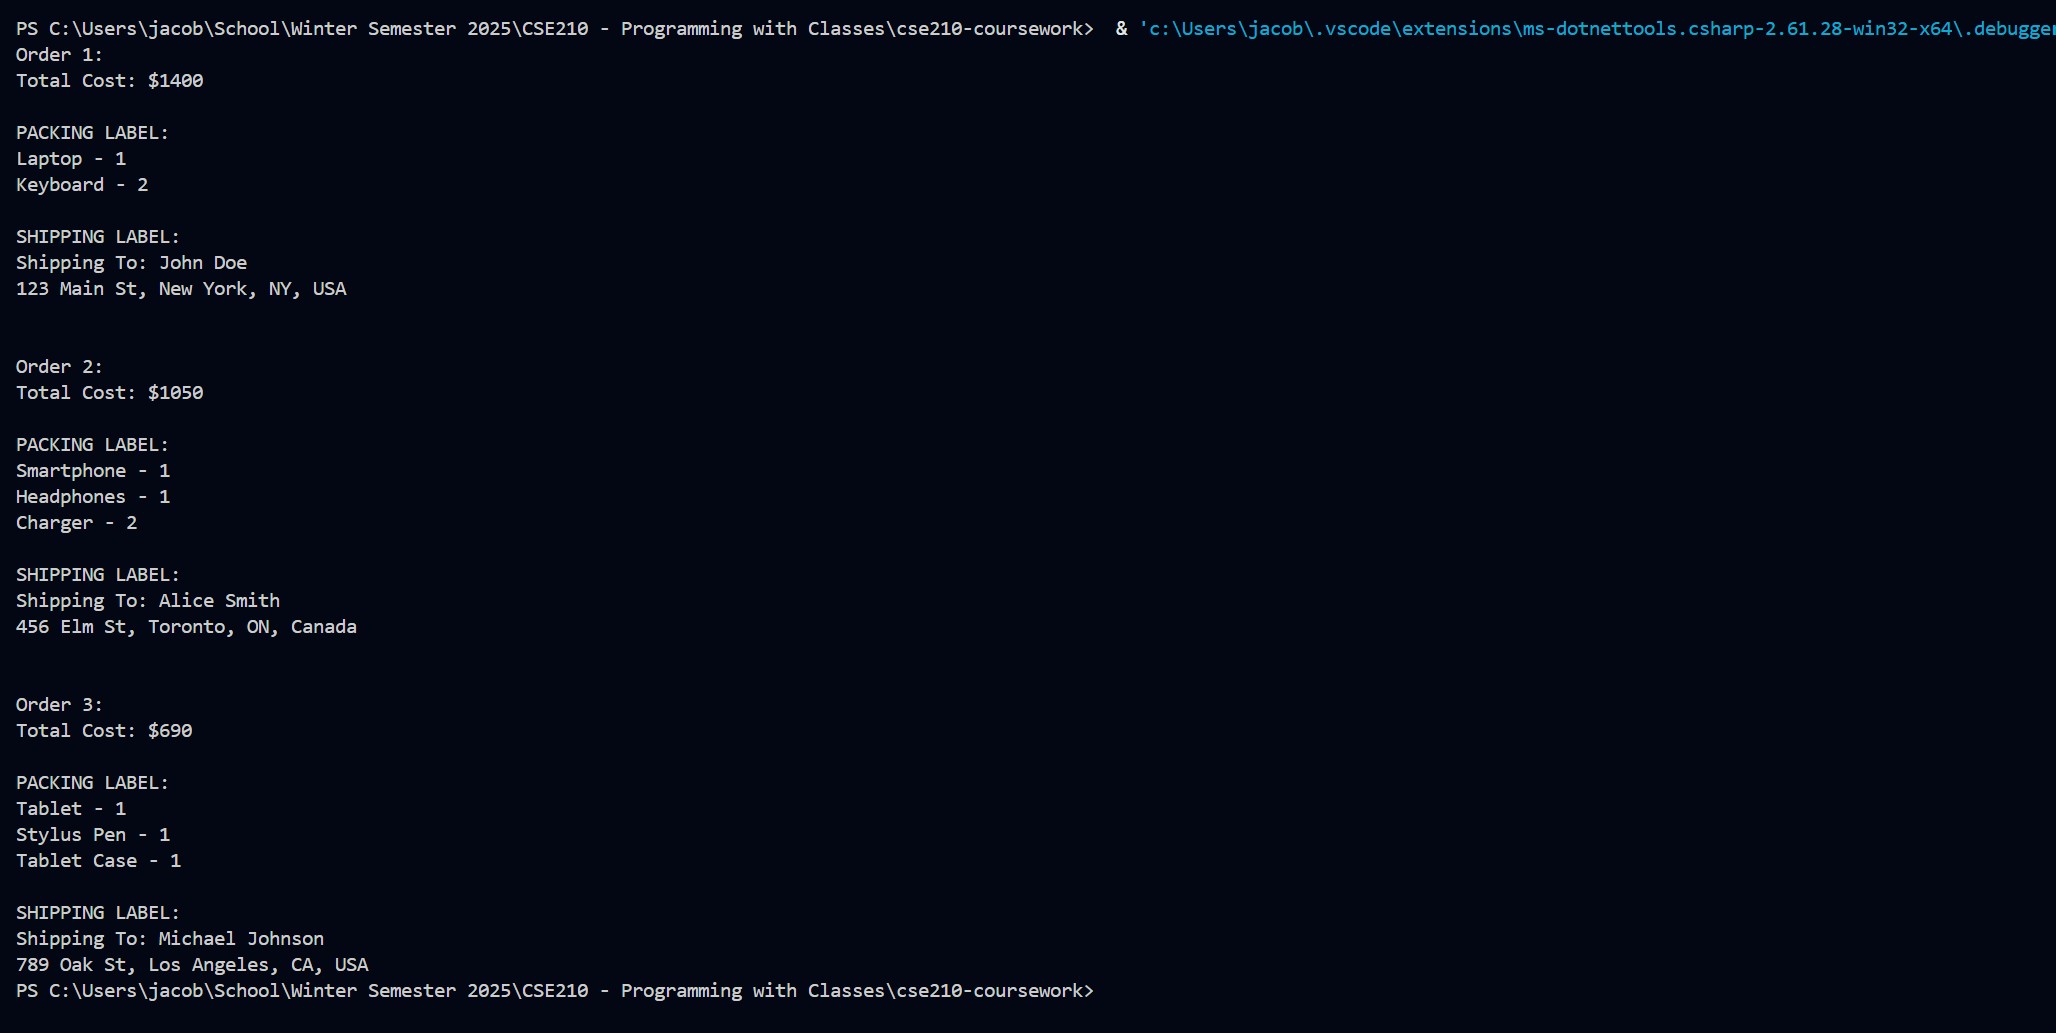 PS C:\Users\jacob\School\Winter Semester 2025\CSE210 - Programming with Classes\cse210-coursework>  & 'c:\Users\jacob\.vscode\extensions\ms-dotnettools.csharp-2.61.28-win32-x64\.debugger
Order 1:
Total Cost: $1400
PACKING LABEL:
Laptop - 1
Keyboard - 2
SHIPPING LABEL:
Shipping To: John Doe
123 Main St, New York, NY, USA
Order 2:
Total Cost: $1050
PACKING LABEL:
Smartphone - 1
Headphones - 1
Charger - 2
SHIPPING LABEL:
Shipping To: Alice Smith
456 Elm St, Toronto, ON, Canada
Order 3:
Total Cost: $690
PACKING LABEL:
Tablet - 1
Stylus Pen - 1
Tablet Case - 1
SHIPPING LABEL:
Shipping To: Michael Johnson
789 Oak St, Los Angeles, CA, USA
PS C:\Users\jacob\School\Winter Semester 2025\CSE210 - Programming with Classes\cse210-coursework>